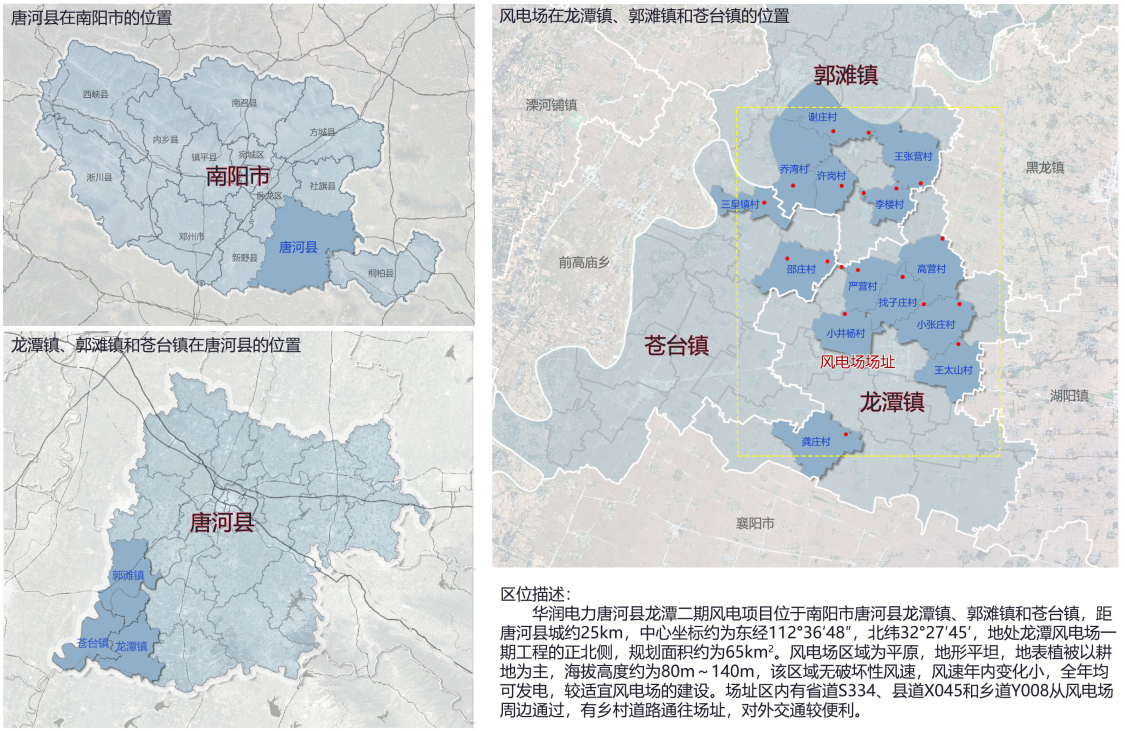 唐河县在南阳市的位置
西峡县
南召县
方城县
内乡县
镇平县
宛城区
淅川县
南阳市
社旗县
卧龙区
邓州市
唐河县
新野县
桐柏县
龙潭镇、郭滩镇和苍台镇在唐河县的位置
唐河县
郭滩镇
苍台镇
龙潭镇
风电场在龙潭镇、郭滩镇和苍台镇的位置
郭滩镇
溧河铺镇
谢庄村
王张营村
黑龙镇
乔湾村
许岗村
三皇镇村
李楼村
前高庙乡
邵庄村
高营村
严营村
找子庄村
小张庄村
小井杨村
苍台镇
风电场场址
王太山村
湖阳镇
龙潭镇
龚庄村
襄阳市
区位描述：
华润电力唐河县龙潭二期风电项目位于南阳市唐河县龙潭镇、郭滩镇和苍台镇，距
唐河县城约25km，中心坐标约为东经112°36′48″，北纬32°27′45′，地处龙潭风电场一
期工程的正北侧，规划面积约为65km²。风电场区域为平原，地形平坦，地表植被以耕
地为主，海拔高度约为80m～140m，该区域无破坏性风速，风速年内变化小，全年均
可发电，较适宜风电场的建设。场址区内有省道S334、县道X045和乡道Y008从风电场
周边通过，有乡村道路通往场址，对外交通较便利。